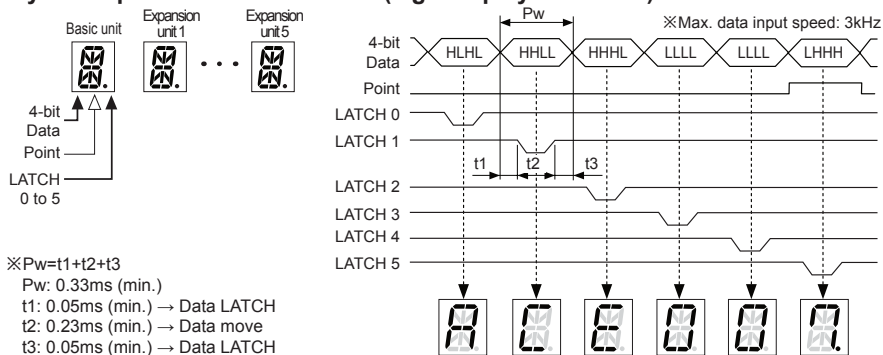 Basic unit
Expansion
unit 1
Expansion
unit 5
4-bit
Data
Point
LATCH
0 to 5
※Pw=t1+t2+t3
Pw: 0.33ms (min.)
t1: 0.05ms (min.) → Data LATCH
t2: 0.23ms (min.) → Data move
t3: 0.05ms (min.) → Data LATCH
Pw
※Max. data input speed: 3kHz
4-bit
Data
HLHL HHLL HHHL LLLL LLLL LHHH
Point
LATCH 0
LATCH 1
t1 t2 t3
LATCH 2
LATCH 3
LATCH 4
LATCH 5
A C E 0 0 7.